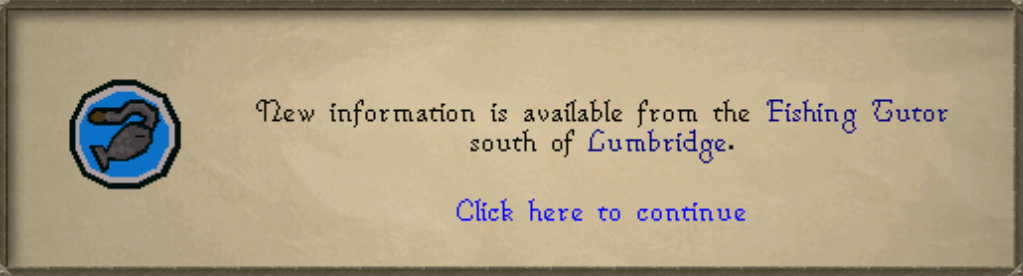 New information is available from the Fishing Tutor
south of Lumbridge.
Click here to continue